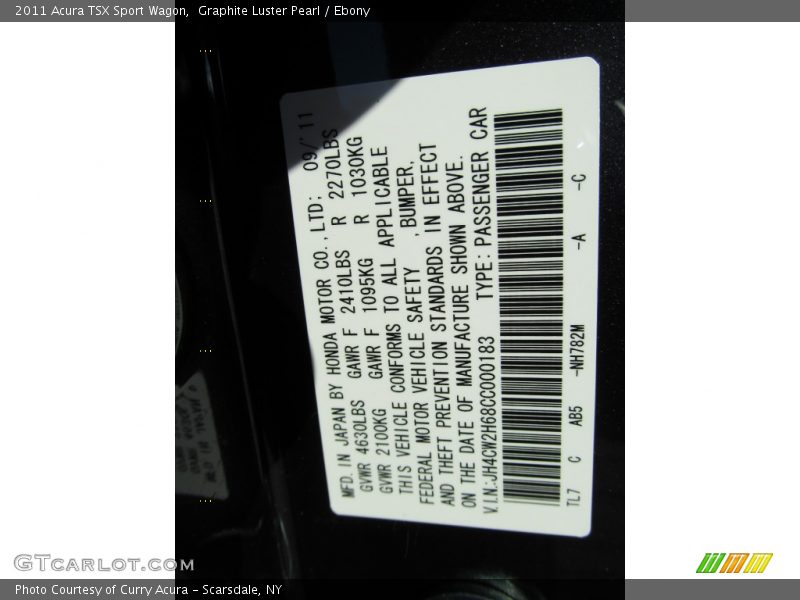 2011 Acura TSX Sport Wagon,  Graphite Luster Pearl / Ebony
MFD. IN JAPAN BY HONDA MOTOR CO.,LTD;  09/'11
GVWR 4630LBS  GAWR F 2410LBS  R 2270LBS
GVWR 2100KG  GAWR F 1095KG  R 1030KG
THIS VEHICLE CONFORMS TO ALL APPLICABLE
FEDERAL MOTOR VEHICLE SAFETY  ,BUMPER,
AND THEFT PREVENTION STANDARDS IN EFFECT
ON THE DATE OF MANUFACTURE SHOWN ABOVE.
V.I.N.:JH4CW2H68CC000183  TYPE: PASSENGER CAR
TL7  C  AB5  -NH782M  -A  -C
GTCARLOT.COM
Photo Courtesy of Curry Acura - Scarsdale, NY